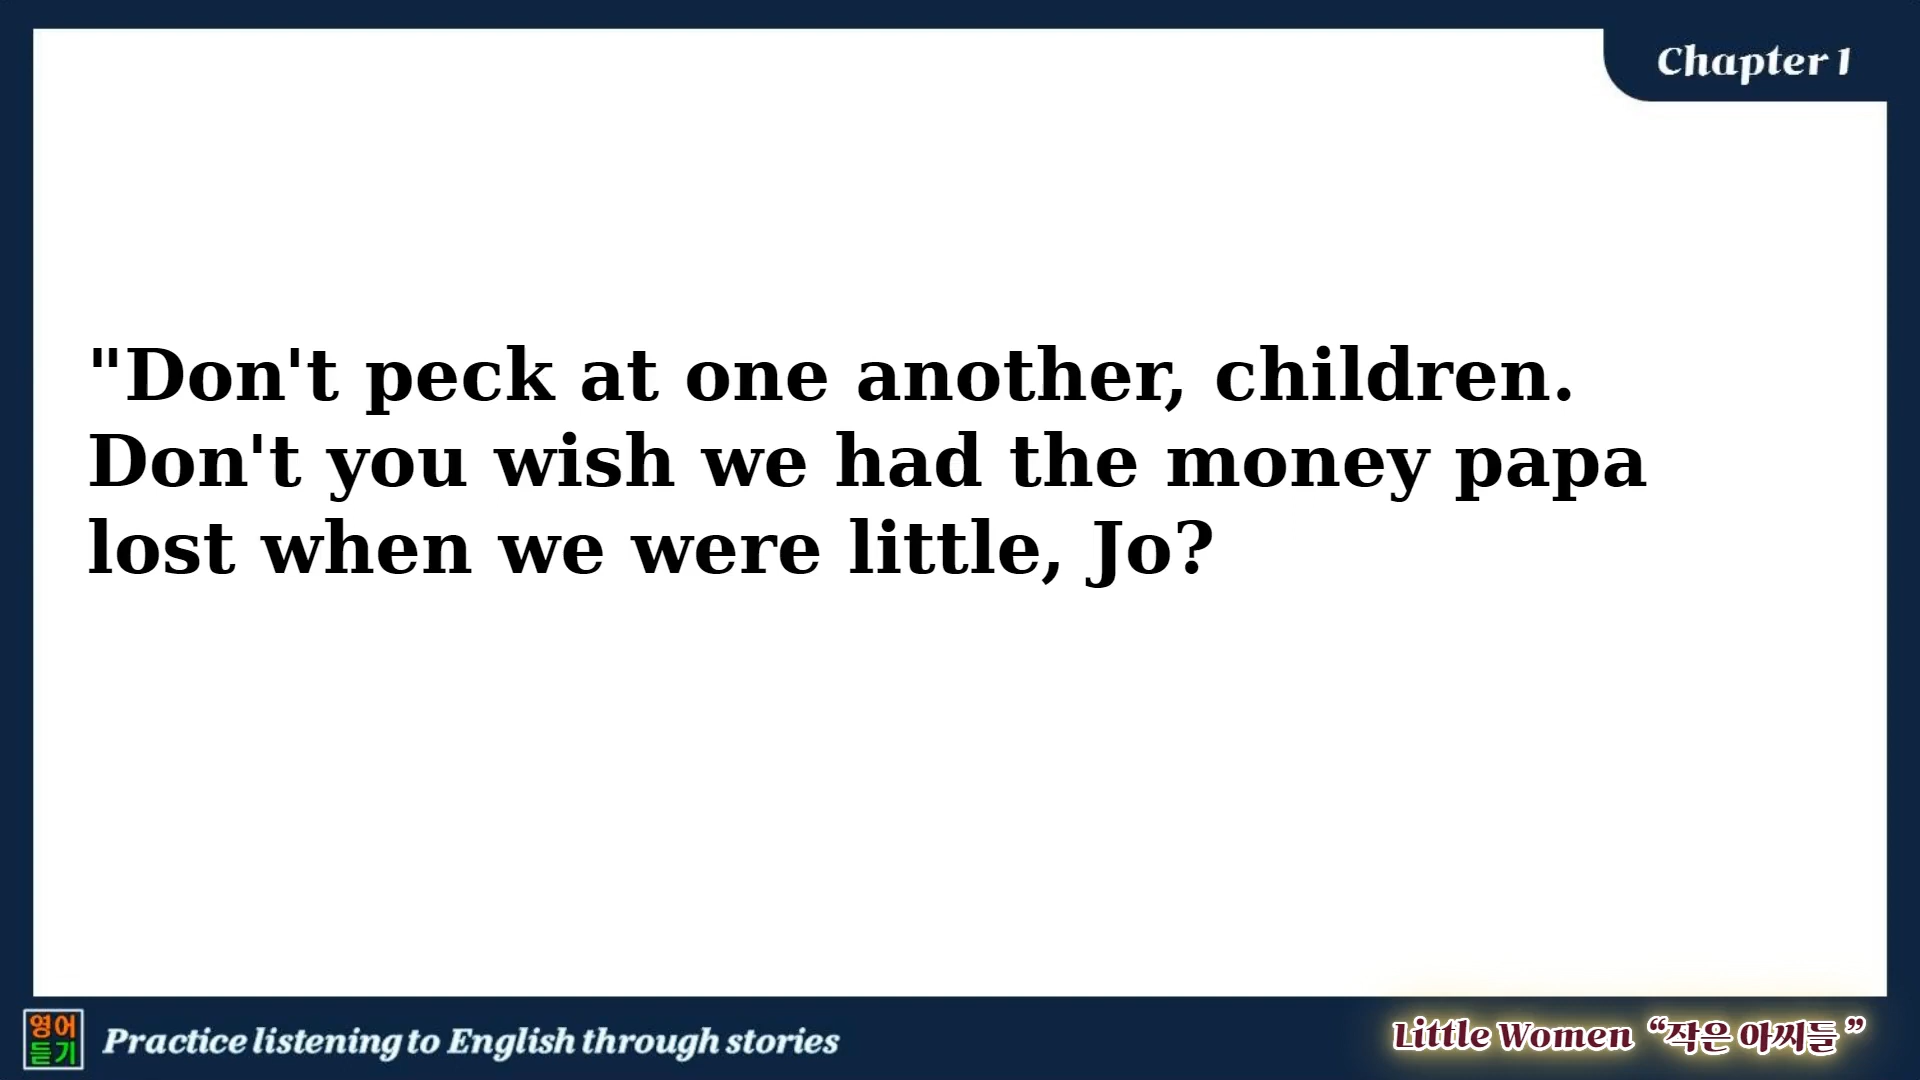 Chapter 1
"Don't peck at one another, children.
Don't you wish we had the money papa
lost when we were little, Jo?
영어
듣기
Practice listening to English through stories
Little Women “작은 아씨들”